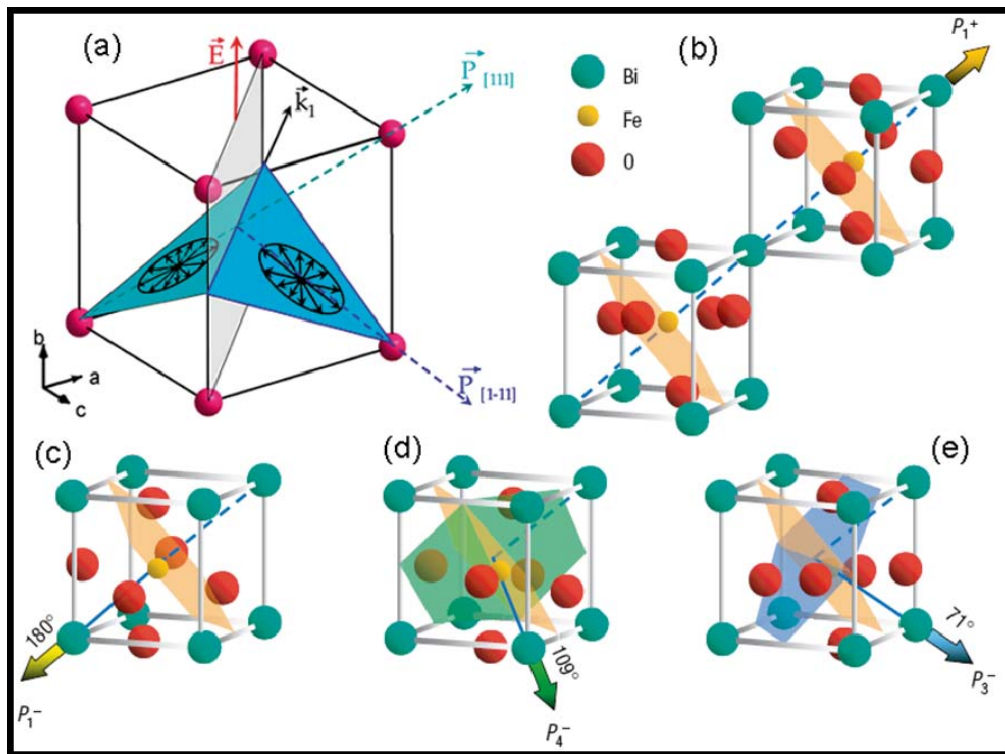 (a)
E
P [111]
k1
b
a
c
P [1-11]
(b)
P1+
Bi
Fe
O
(c)
180°
P1−
(d)
109°
P4−
(e)
71°
P3−